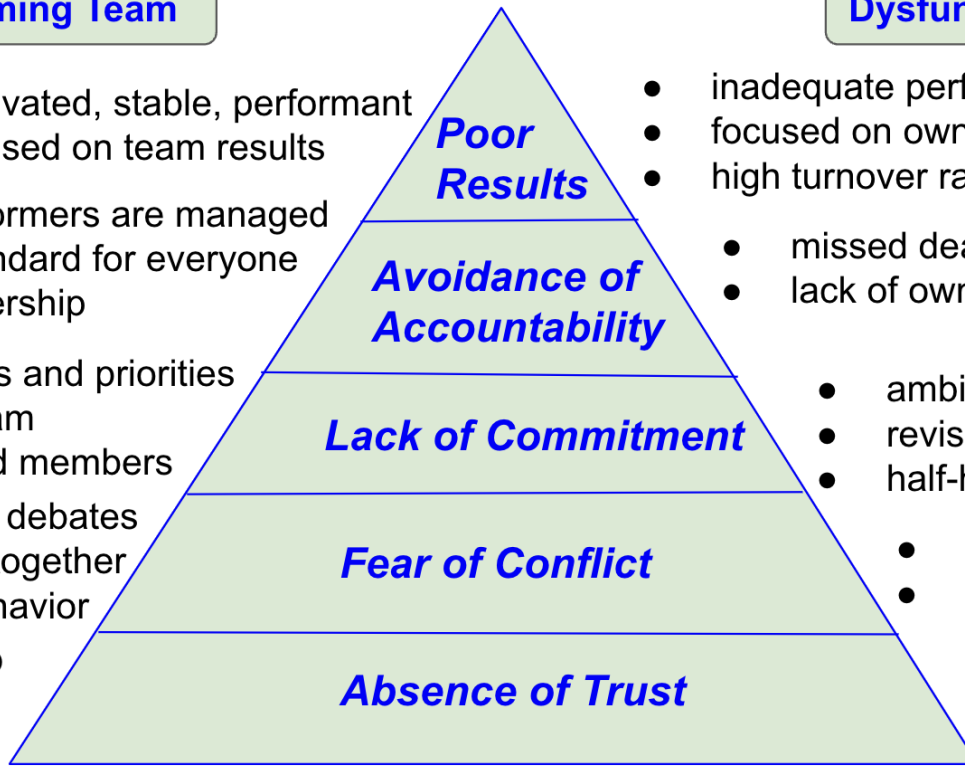 ming Team
Dysfun
vated, stable, performant
sed on team results
ormers are managed
ndard for everyone
ership
s and priorities
am
d members
debates
ogether
havior
Poor
Results
Avoidance of
Accountability
Lack of Commitment
Fear of Conflict
Absence of Trust
● inadequate perf
● focused on own
● high turnover ra
● missed dea
● lack of own
● ambi
● revis
● half-h